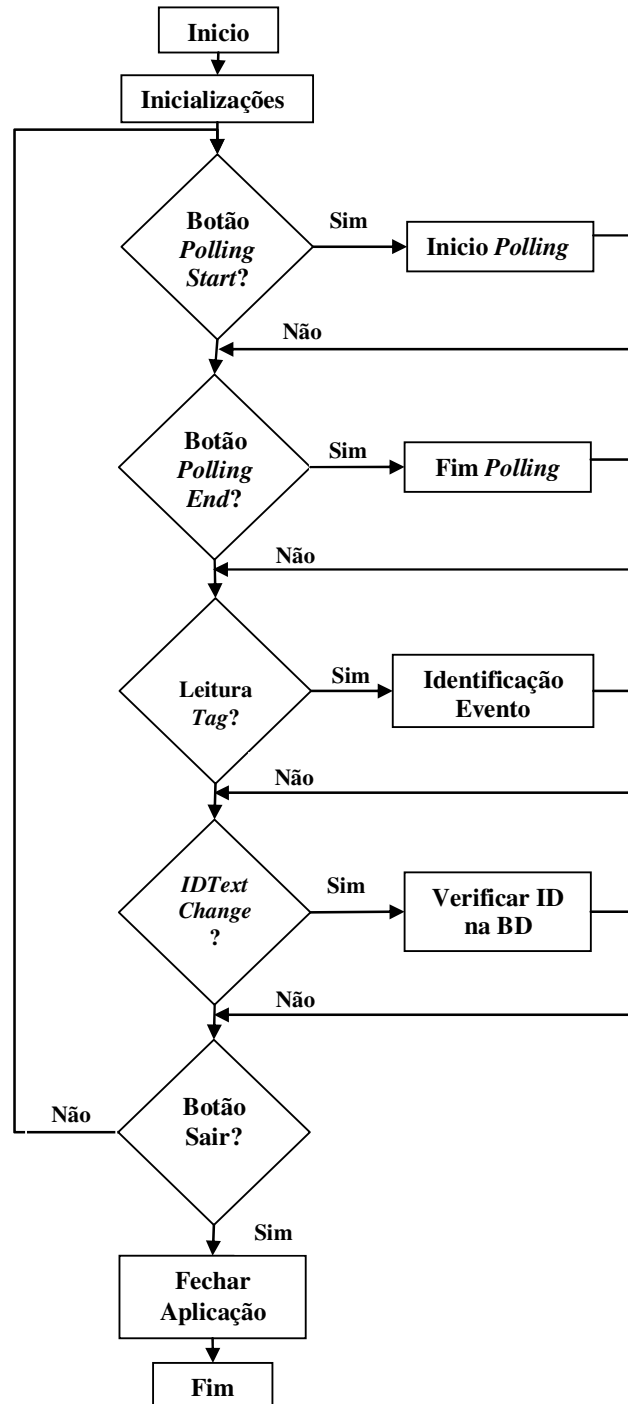 Inicio
Inicializações
Botão
Polling
Start?
Sim
Inicio Polling
Não
Botão
Polling
End?
Sim
Fim Polling
Não
Leitura
Tag?
Sim
Identificação
Evento
Não
IDText
Change
?
Sim
Verificar ID
na BD
Não
Botão
Sair?
Não
Sim
Fechar
Aplicação
Fim